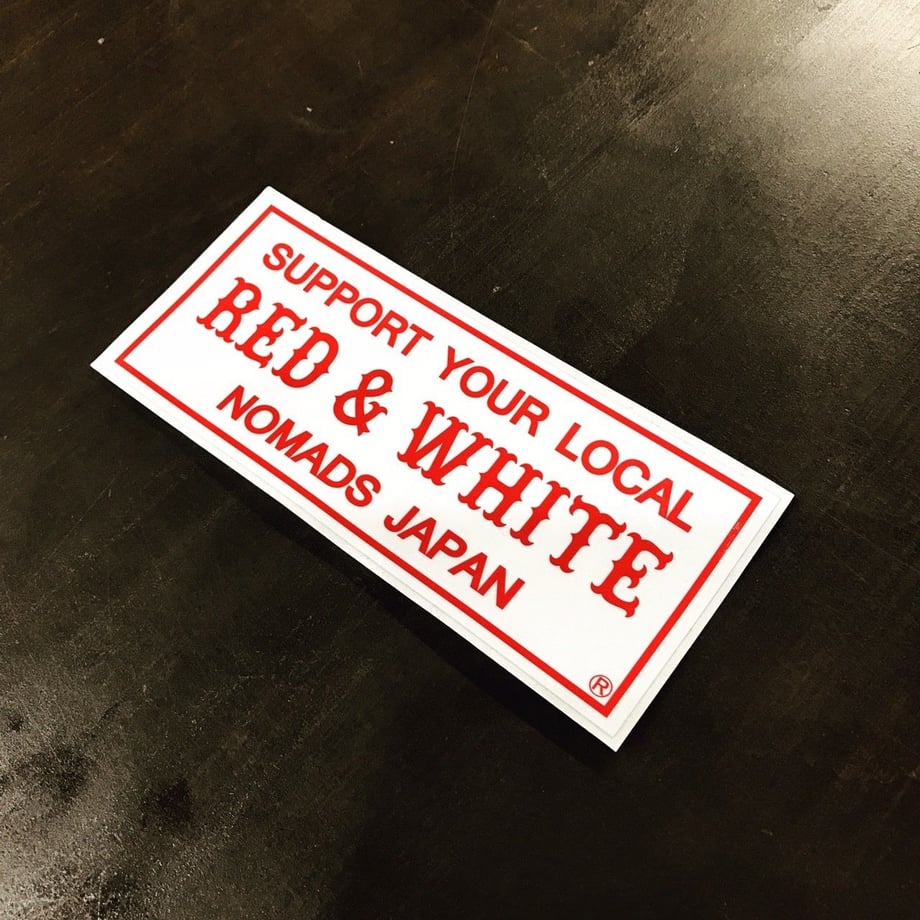 SUPPORT YOUR LOCAL
RED & WHITE
NOMADS JAPAN
®